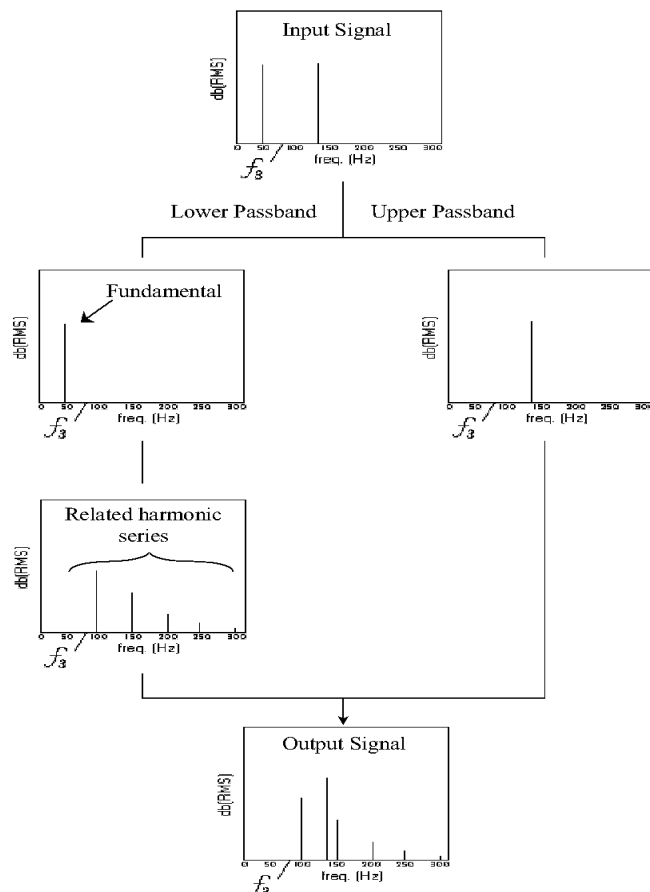 Input Signal
db(RMS)
0 50 100 150 200 250 300
freq. (Hz)
f3
Lower Passband
Upper Passband
Fundamental
db(RMS)
0 50 100 150 200 250 300
freq. (Hz)
f3
db(RMS)
0 50 100 150 200 250 300
freq. (Hz)
f3
Related harmonic
series
db(RMS)
0 50 100 150 200 250 300
freq. (Hz)
f3
Output Signal
db(RMS)
0 50 100 150 200 250 300
freq. (Hz)
f3